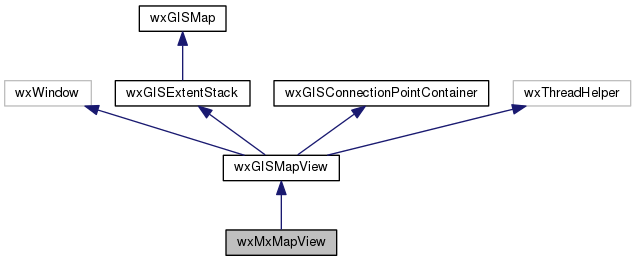 wxGISMap
wxWindow
wxGISExtentStack
wxGISConnectionPointContainer
wxThreadHelper
wxGISMapView
wxMxMapView